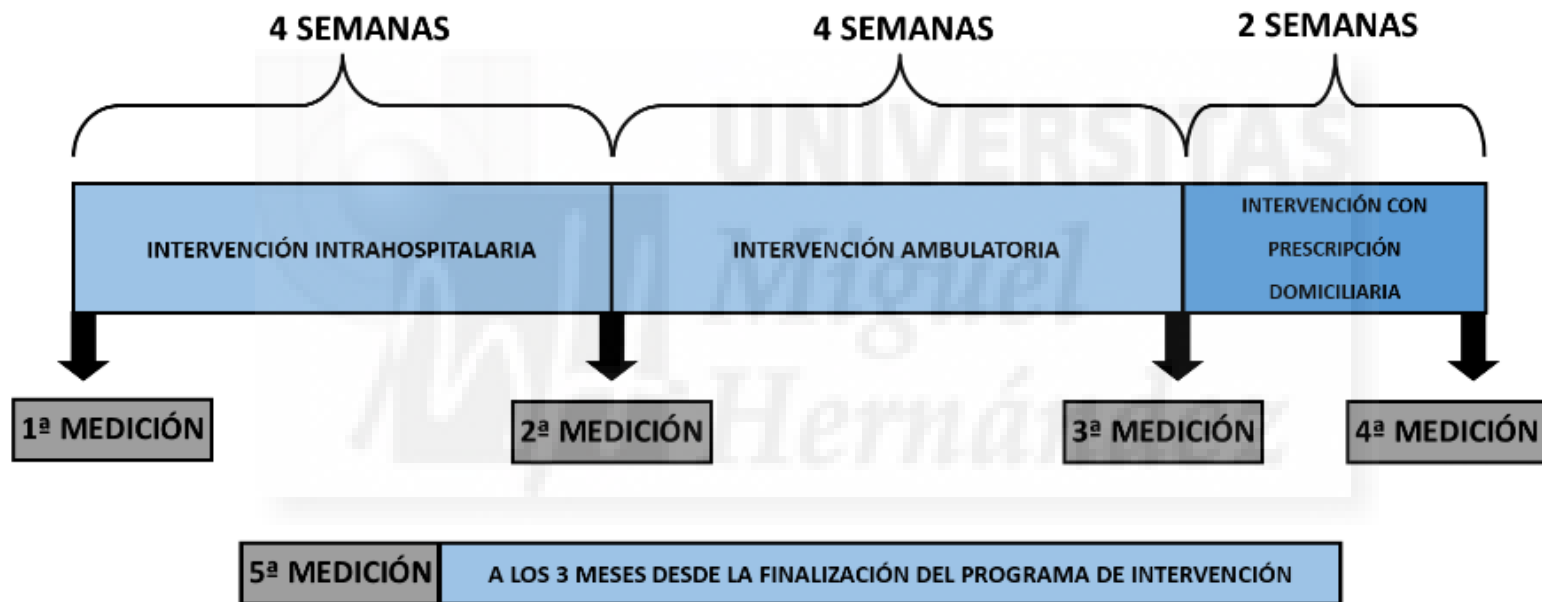 4 SEMANAS
4 SEMANAS
2 SEMANAS
INTERVENCIÓN INTRAHOSPITALARIA
INTERVENCIÓN AMBULATORIA
INTERVENCIÓN CON
PRESCRIPCIÓN
DOMICILIARIA
1ª MEDICIÓN
2ª MEDICIÓN
3ª MEDICIÓN
4ª MEDICIÓN
5ª MEDICIÓN
A LOS 3 MESES DESDE LA FINALIZACIÓN DEL PROGRAMA DE INTERVENCIÓN
UNIVERSITAS
Miguel
Hernández